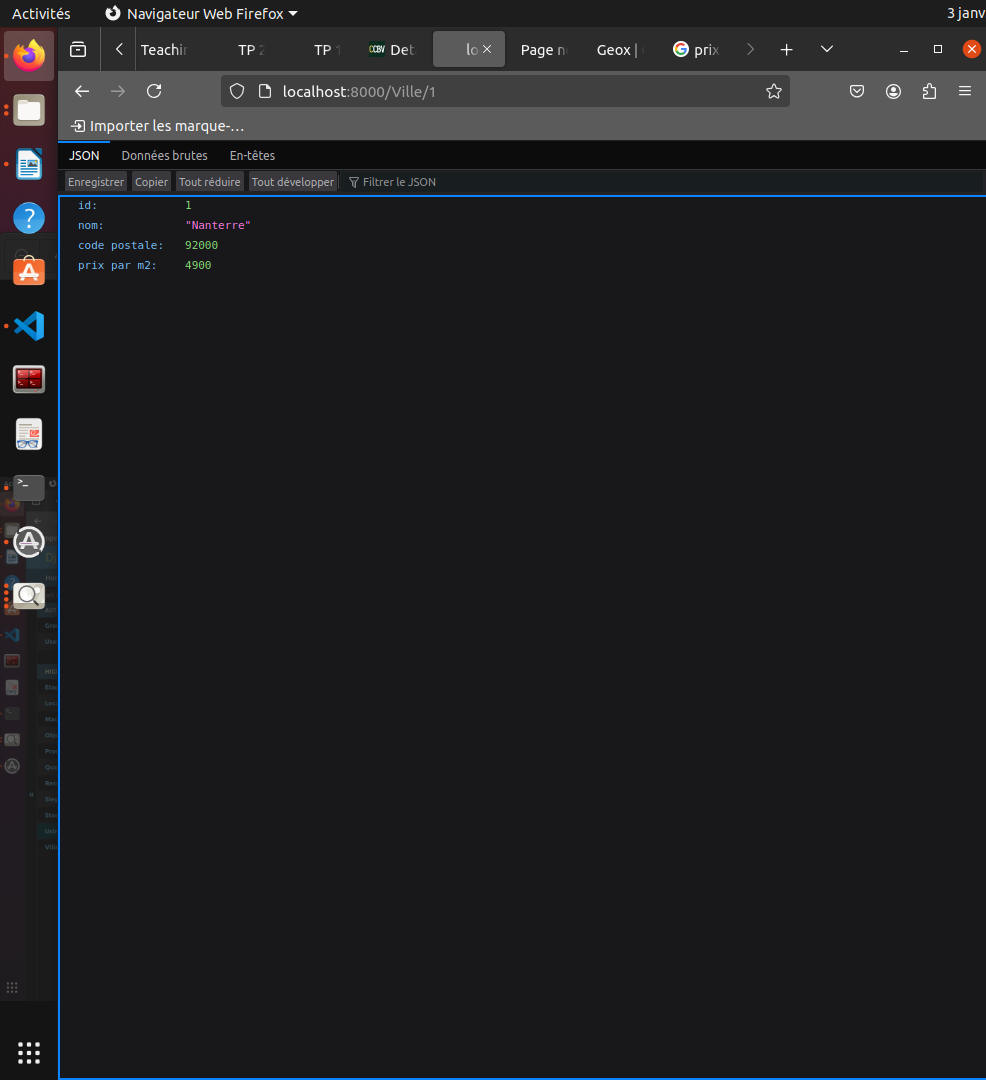 Activités Navigateur Web Firefox 3 janv
Teachir TP 2 TP 1 CCBV Det lo Page n Geox | prix
localhost:8000/Ville/1
Importer les marque-…
JSON Données brutes En-têtes
Enregistrer Copier Tout réduire Tout développer Filtrer le JSON
id: 1
nom: "Nanterre"
code postale: 92000
prix par m2: 4900